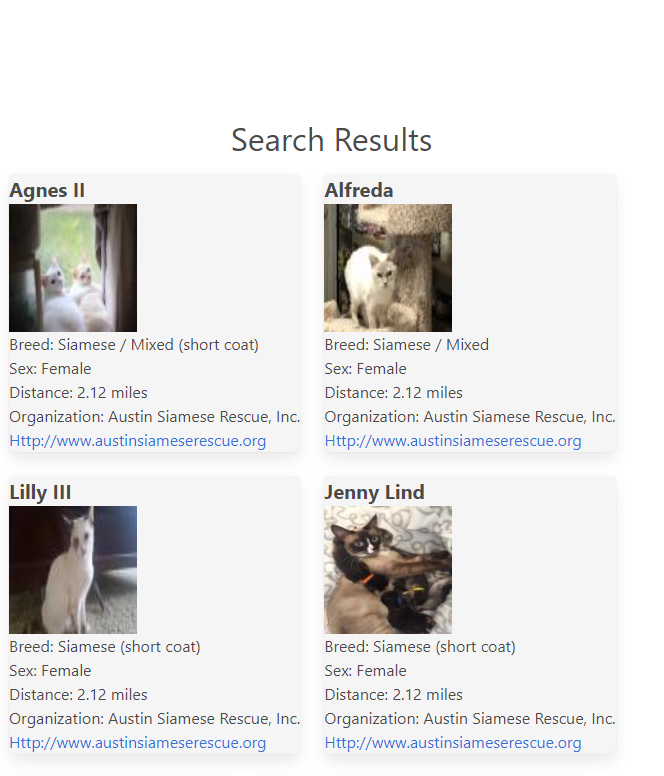 Search Results
Agnes II
Breed: Siamese / Mixed (short coat)
Sex: Female
Distance: 2.12 miles
Organization: Austin Siamese Rescue, Inc.
Http://www.austinsiameserescue.org
Alfreda
Breed: Siamese / Mixed
Sex: Female
Distance: 2.12 miles
Organization: Austin Siamese Rescue, Inc.
Http://www.austinsiameserescue.org
Lilly III
Breed: Siamese (short coat)
Sex: Female
Distance: 2.12 miles
Organization: Austin Siamese Rescue, Inc.
Http://www.austinsiameserescue.org
Jenny Lind
Breed: Siamese (short coat)
Sex: Female
Distance: 2.12 miles
Organization: Austin Siamese Rescue, Inc.
Http://www.austinsiameserescue.org